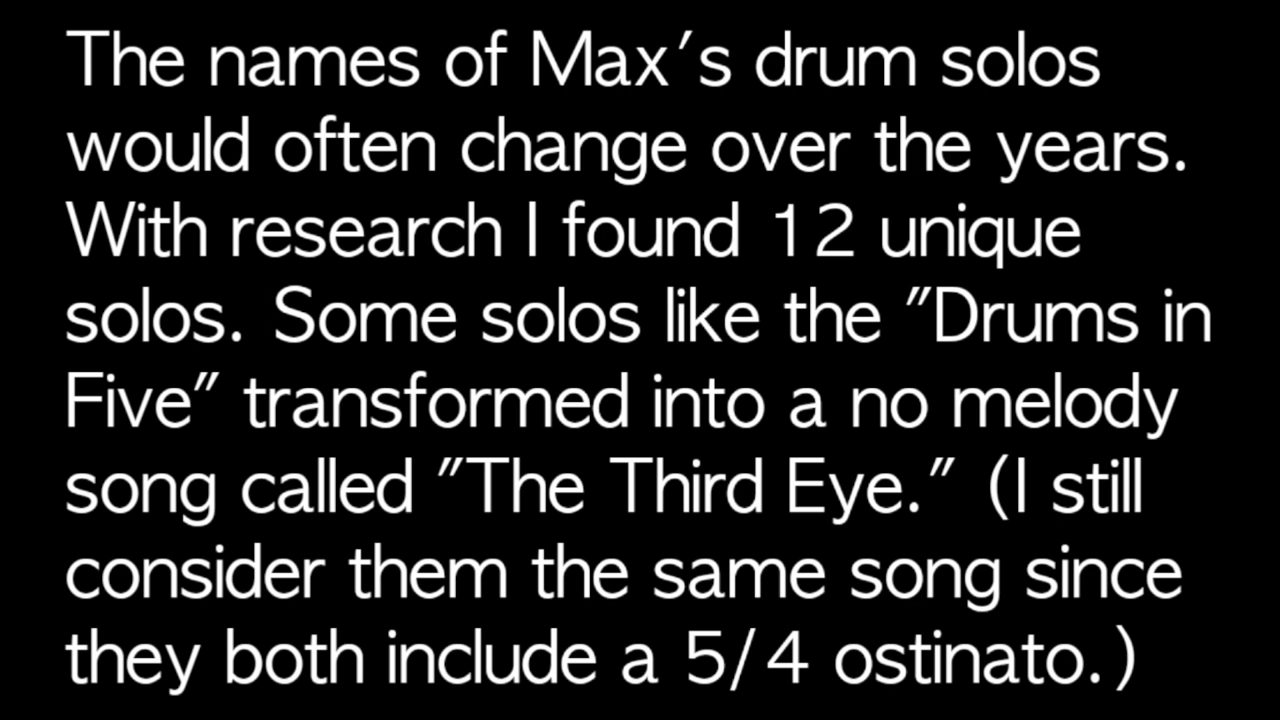 The names of Max's drum solos
would often change over the years.
With research I found 12 unique
solos. Some solos like the "Drums in
Five" transformed into a no melody
song called "The Third Eye." (I still
consider them the same song since
they both include a 5/4 ostinato.)